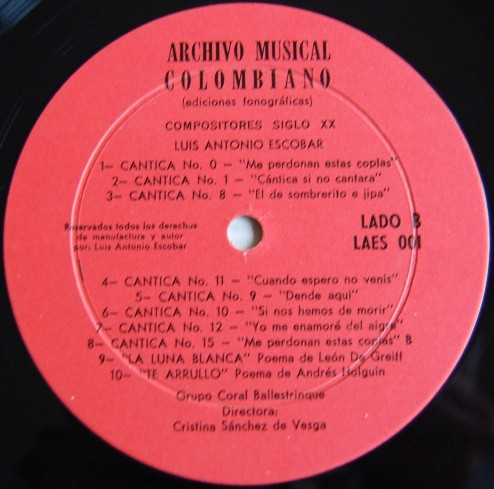 ARCHIVO MUSICAL
COLOMBIANO
(ediciones fonográficas)
COMPOSITORES SIGLO XX
LUIS ANTONIO ESCOBAR
1— CANTICA No. 0 — "Me perdonan estas coplas"
2— CANTICA No. 1 — "Cántica si no cantara"
3— CANTICA No. 8 — "El de sombrerito e jipa"
Reservados todos los derechos
de manufactura y autor
por: Luis Antonio Escobar
LADO B
LAES 001
4— CANTICA No. 11 — "Cuando espero no venis"
5— CANTICA No. 9 — "Dende aquí"
6— CANTICA No. 10 — "Si nos hemos de morir"
7— CANTICA No. 12 — "Yo me enamoré del aigre"
8— CANTICA No. 15 — "Me perdonan estas coplas" B
9— "LA LUNA BLANCA" Poema de León De Greiff
10— "TE ARRULLO" Poema de Andrés Holguín
Grupo Coral Ballestrinque
Directora:
Cristina Sánchez de Vesga